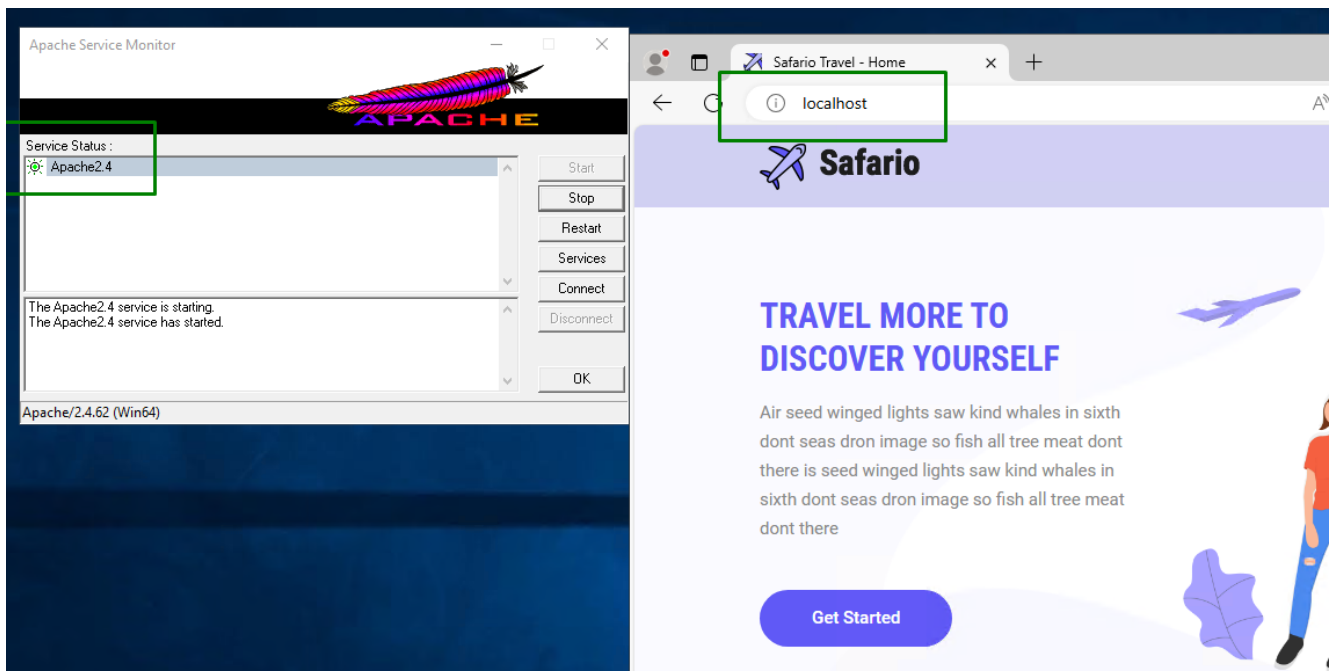 Apache Service Monitor
APACHE
Service Status :
Apache2.4
Start
Stop
Restart
Services
Connect
Disconnect
OK
The Apache2.4 service is starting.
The Apache2.4 service has started.
Apache/2.4.62 (Win64)
Safario Travel - Home
localhost
A
Safario
TRAVEL MORE TO
DISCOVER YOURSELF
Air seed winged lights saw kind whales in sixth
dont seas dron image so fish all tree meat dont
there is seed winged lights saw kind whales in
sixth dont seas dron image so fish all tree meat
dont there
Get Started